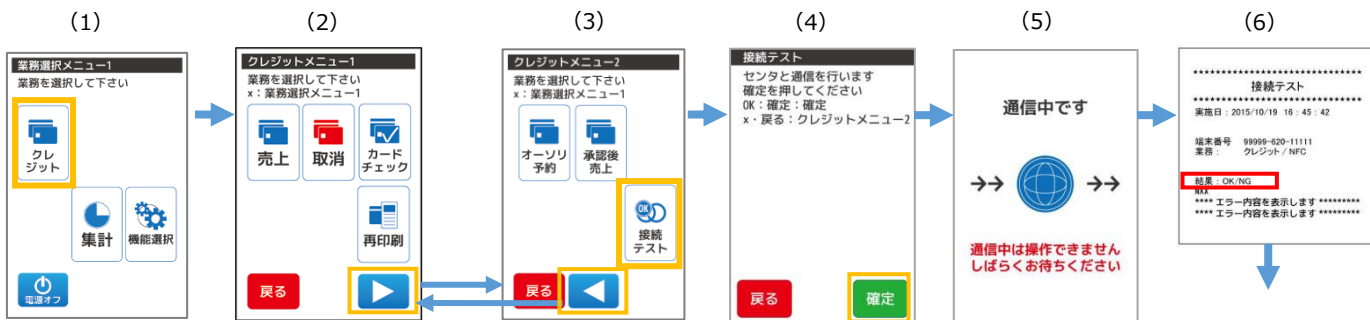 (1)
(2)
(3)
(4)
(5)
(6)
業務選択メニュー1
業務を選択して下さい
クレ
ジット
集計
機能選択
電源オフ
クレジットメニュー1
業務を選択して下さい
x：業務選択メニュー1
売上
取消
カード
チェック
再印刷
戻る
クレジットメニュー2
業務を選択して下さい
x：業務選択メニュー1
オーソリ
予約
承認後
売上
OK
接続
テスト
戻る
接続テスト
センタと通信を行います
確定を押してください
OK：確定：確定
x・戻る：クレジットメニュー2
戻る
確定
通信中です
→→
→→
通信中は操作できません
しばらくお待ちください
********************************
接続テスト
********************************
実施日：2015/10/19 16：45：42
端末番号 99999-620-11111
業務： クレジット/NFC
結果：OK/NG
NXX
**** エラー内容を表示します *********
**** エラー内容を表示します *********